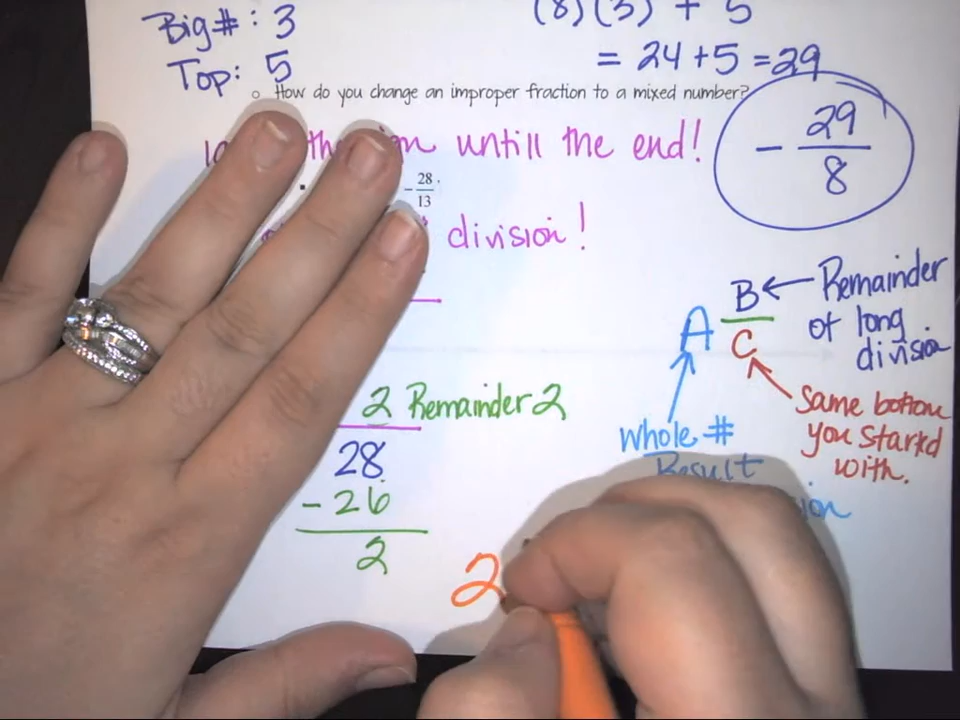 Big#: 3
(8)(3) + 5
Top: 5
= 24+5 =29
How do you change an improper fraction to a mixed number?
until the end!
- 29/8
- 28/13
division!
A B/C ← Remainder
of long
division.
2 Remainder 2
Same bottom
you started
with.
whole #
Result
28
- 26
2
2